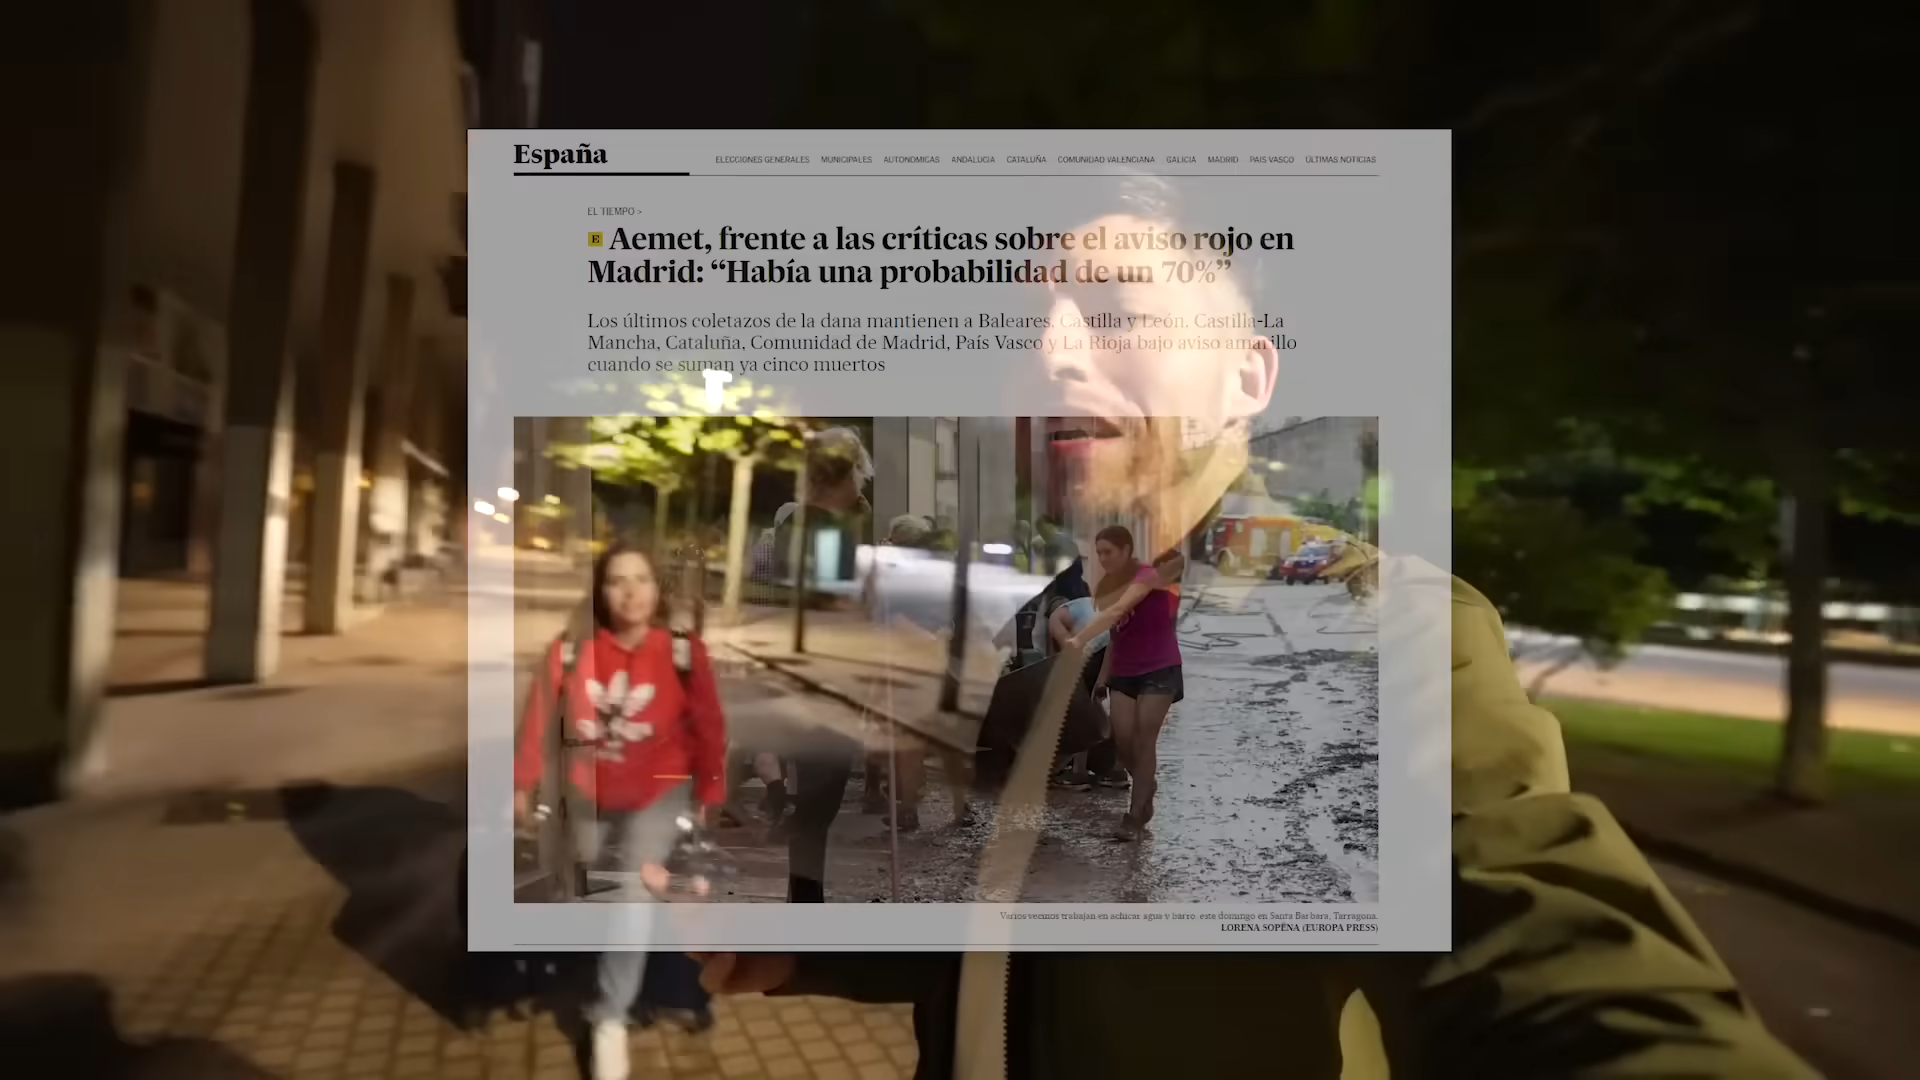 España
ELECCIONES GENERALES MUNICIPALES AUTONÓMICAS ANDALUCÍA CATALUÑA COMUNIDAD VALENCIANA GALICIA MADRID PAÍS VASCO ÚLTIMAS NOTICIAS
EL TIEMPO >
E Aemet, frente a las críticas sobre el aviso rojo en
Madrid: “Había una probabilidad de un 70%”
Los últimos coletazos de la dana mantienen a Baleares, Castilla y León, Castilla-La
Mancha, Cataluña, Comunidad de Madrid, País Vasco y La Rioja bajo aviso amarillo
cuando se suman ya cinco muertos
Varios vecinos trabajan en achicar agua y barro, este domingo en Santa Bárbara, Tarragona.
LORENA SOPÊNA (EUROPA PRESS)